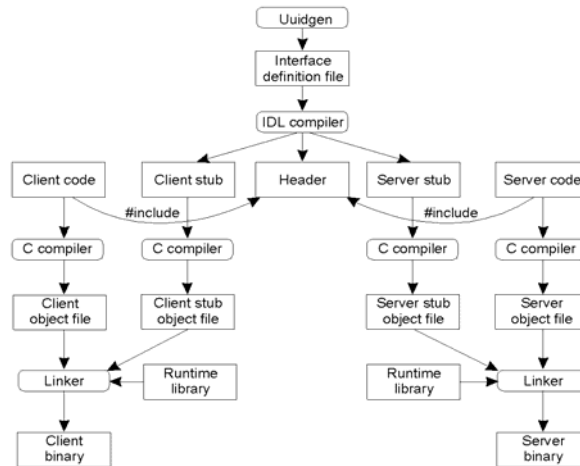 Uuidgen
Interface
definition file
IDL compiler
Client code
Client stub
Header
Server stub
Server code
#include
#include
C compiler
C compiler
C compiler
C compiler
Client
object file
Client stub
object file
Server stub
object file
Server
object file
Linker
Runtime
library
Runtime
library
Linker
Client
binary
Server
binary